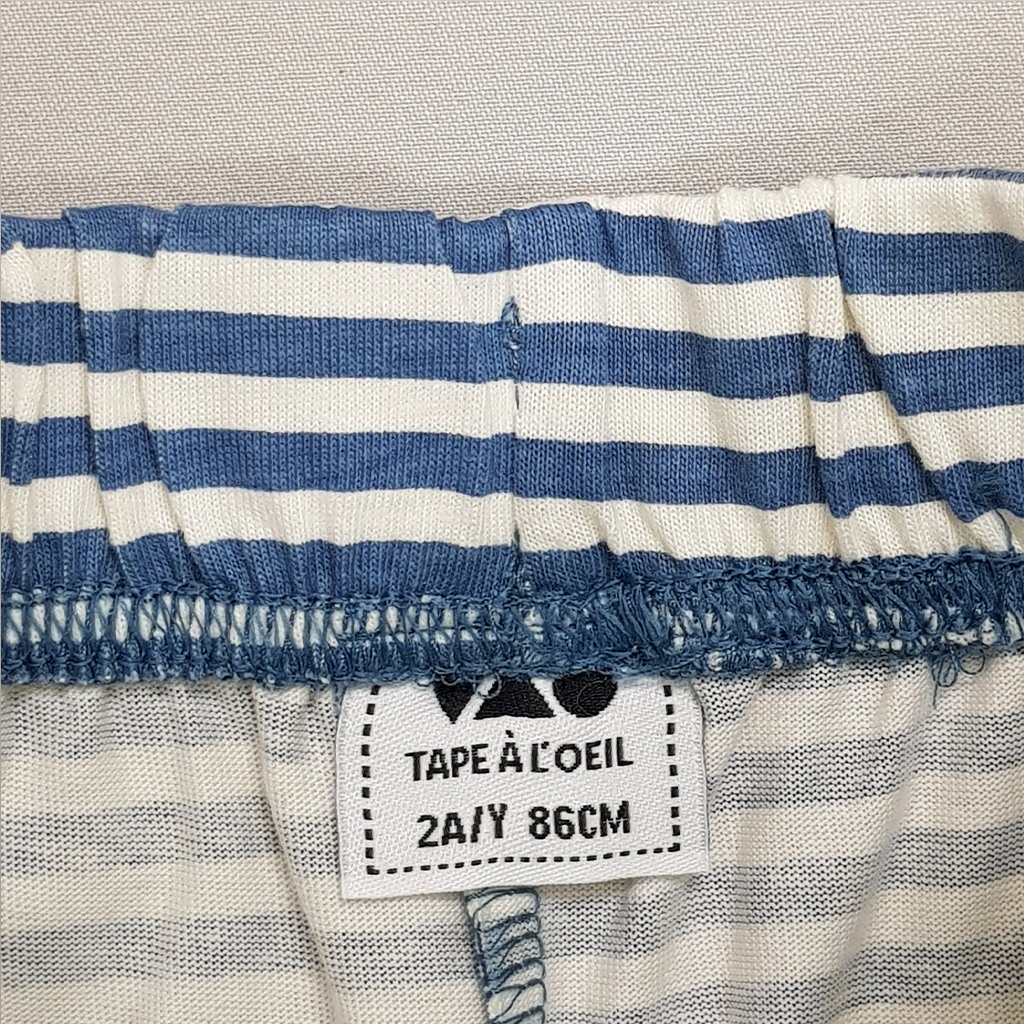 TAPE À L'OEIL
2A/Y 86CM